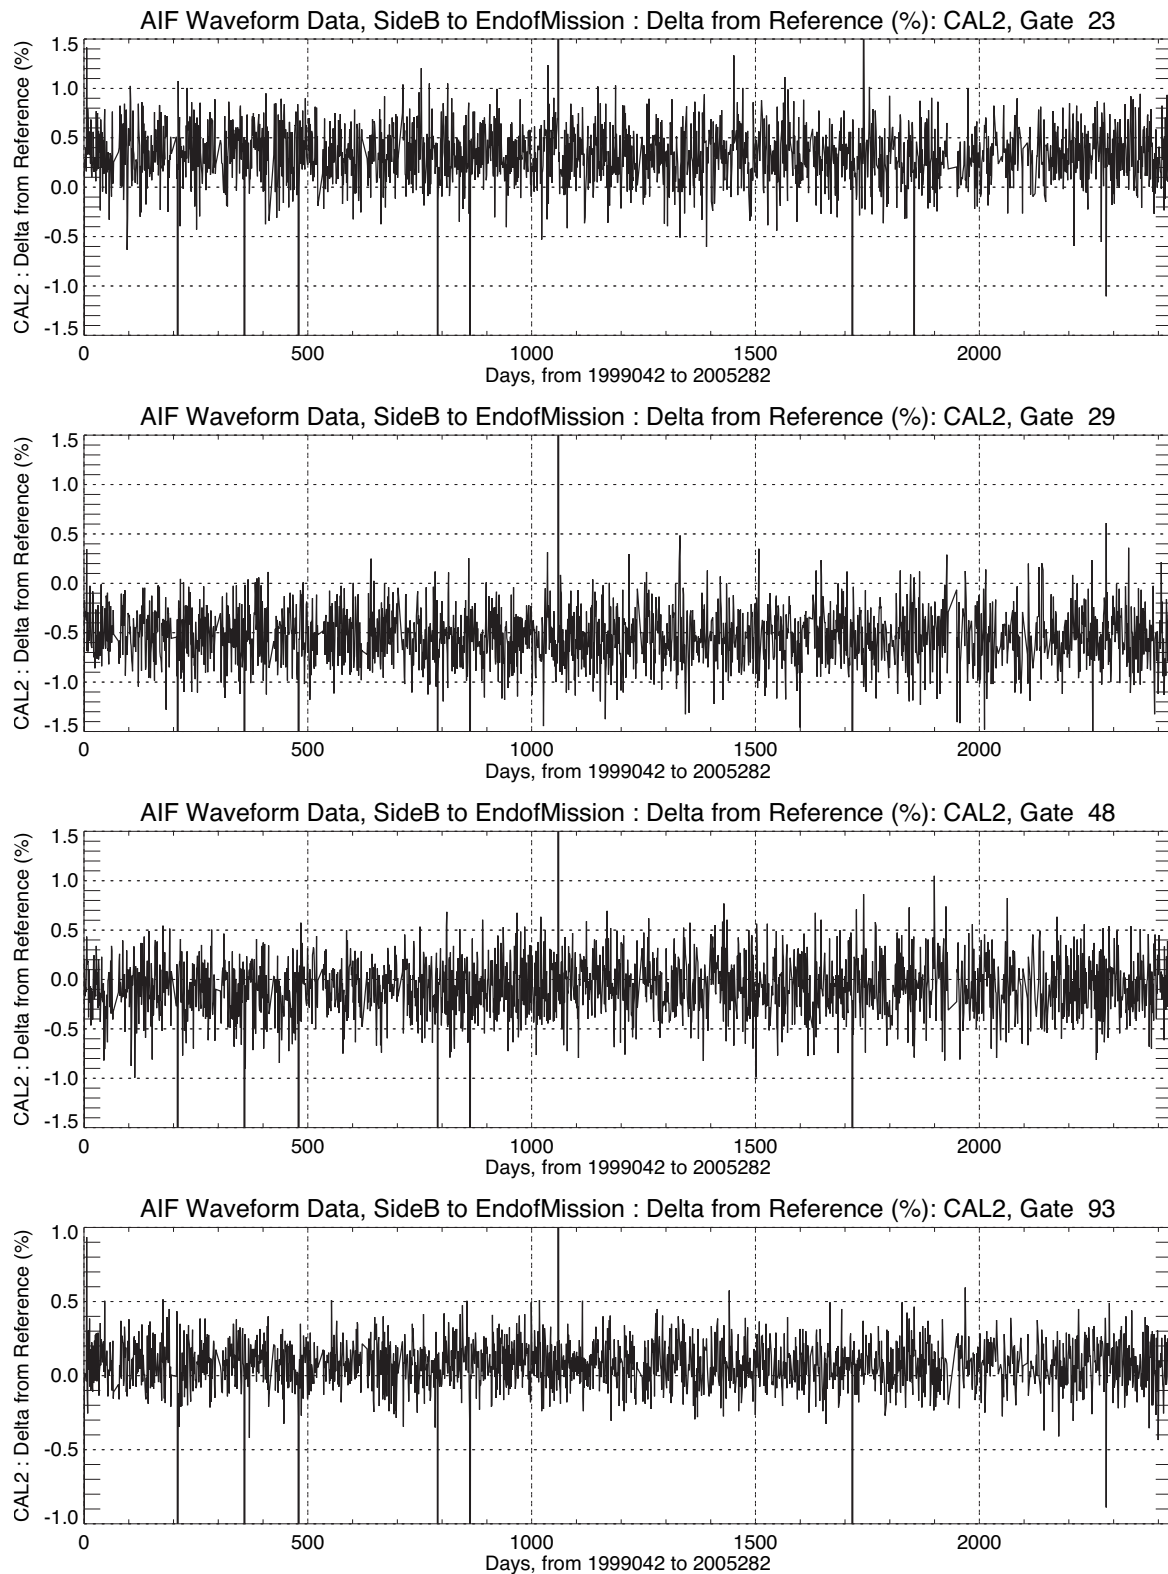 AIF Waveform Data, SideB to EndofMission : Delta from Reference (%): CAL2, Gate 23
CAL2 : Delta from Reference (%)
1.5
1.0
0.5
0.0
-0.5
-1.0
-1.5
0 500 1000 1500 2000
Days, from 1999042 to 2005282
AIF Waveform Data, SideB to EndofMission : Delta from Reference (%): CAL2, Gate 29
CAL2 : Delta from Reference (%)
1.5
1.0
0.5
0.0
-0.5
-1.0
-1.5
0 500 1000 1500 2000
Days, from 1999042 to 2005282
AIF Waveform Data, SideB to EndofMission : Delta from Reference (%): CAL2, Gate 48
CAL2 : Delta from Reference (%)
1.5
1.0
0.5
0.0
-0.5
-1.0
-1.5
0 500 1000 1500 2000
Days, from 1999042 to 2005282
AIF Waveform Data, SideB to EndofMission : Delta from Reference (%): CAL2, Gate 93
CAL2 : Delta from Reference (%)
1.0
0.5
0.0
-0.5
-1.0
0 500 1000 1500 2000
Days, from 1999042 to 2005282